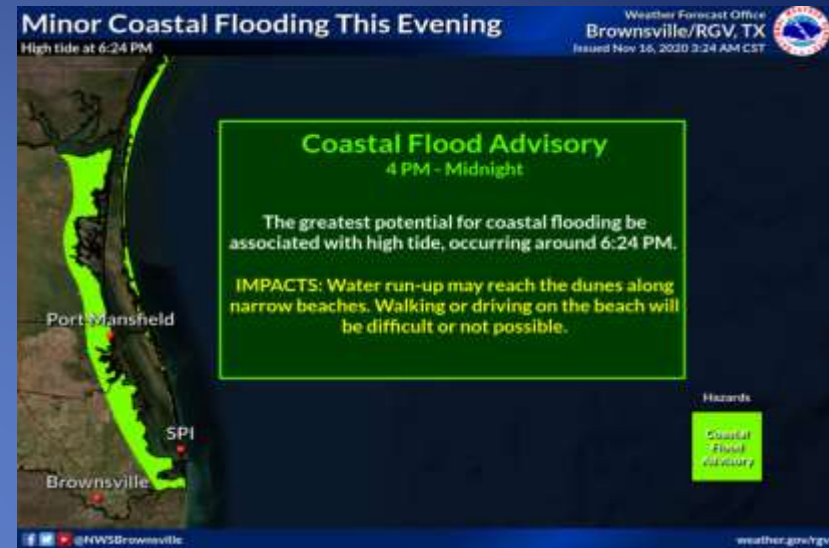 Minor Coastal Flooding This Evening
High tide at 6:24 PM
Weather Forecast Office
Brownsville/RGV, TX
Issued Nov 16, 2020 3:24 AM CST
Coastal Flood Advisory
4 PM - Midnight
The greatest potential for coastal flooding be
associated with high tide, occurring around 6:24 PM.
IMPACTS: Water run-up may reach the dunes along
narrow beaches. Walking or driving on the beach will
be difficult or not possible.
Port Mansfield
SPI
Brownsville
Hazards
Coastal
Flood
Advisory
@NWSBrownsville
weather.gov/rgv